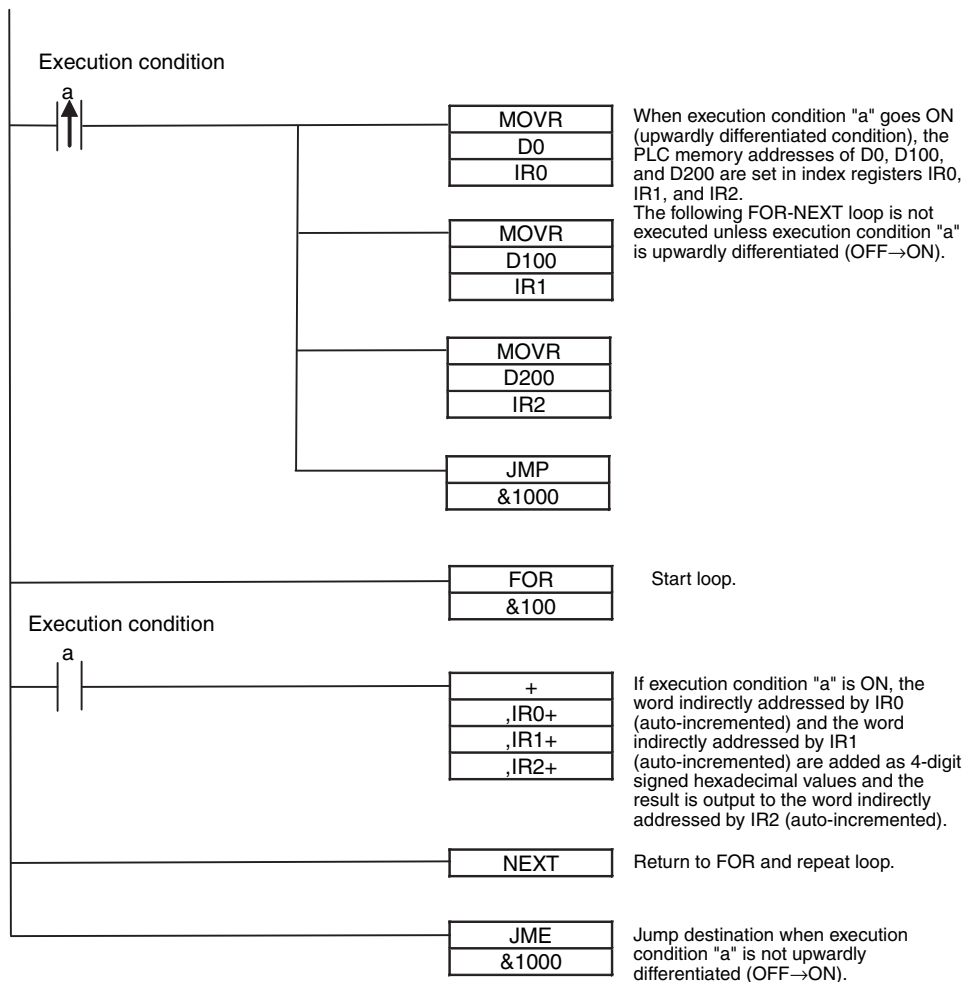 Execution condition
a
MOVR
D0
IR0
When execution condition "a" goes ON
(upwardly differentiated condition), the
PLC memory addresses of D0, D100,
and D200 are set in index registers IR0,
IR1, and IR2.
The following FOR-NEXT loop is not
executed unless execution condition "a"
is upwardly differentiated (OFF→ON).
MOVR
D100
IR1
MOVR
D200
IR2
JMP
&1000
FOR
&100
Start loop.
Execution condition
a
+
,IR0+
,IR1+
,IR2+
If execution condition "a" is ON, the
word indirectly addressed by IR0
(auto-incremented) and the word
indirectly addressed by IR1
(auto-incremented) are added as 4-digit
signed hexadecimal values and the
result is output to the word indirectly
addressed by IR2 (auto-incremented).
NEXT
Return to FOR and repeat loop.
JME
&1000
Jump destination when execution
condition "a" is not upwardly
differentiated (OFF→ON).